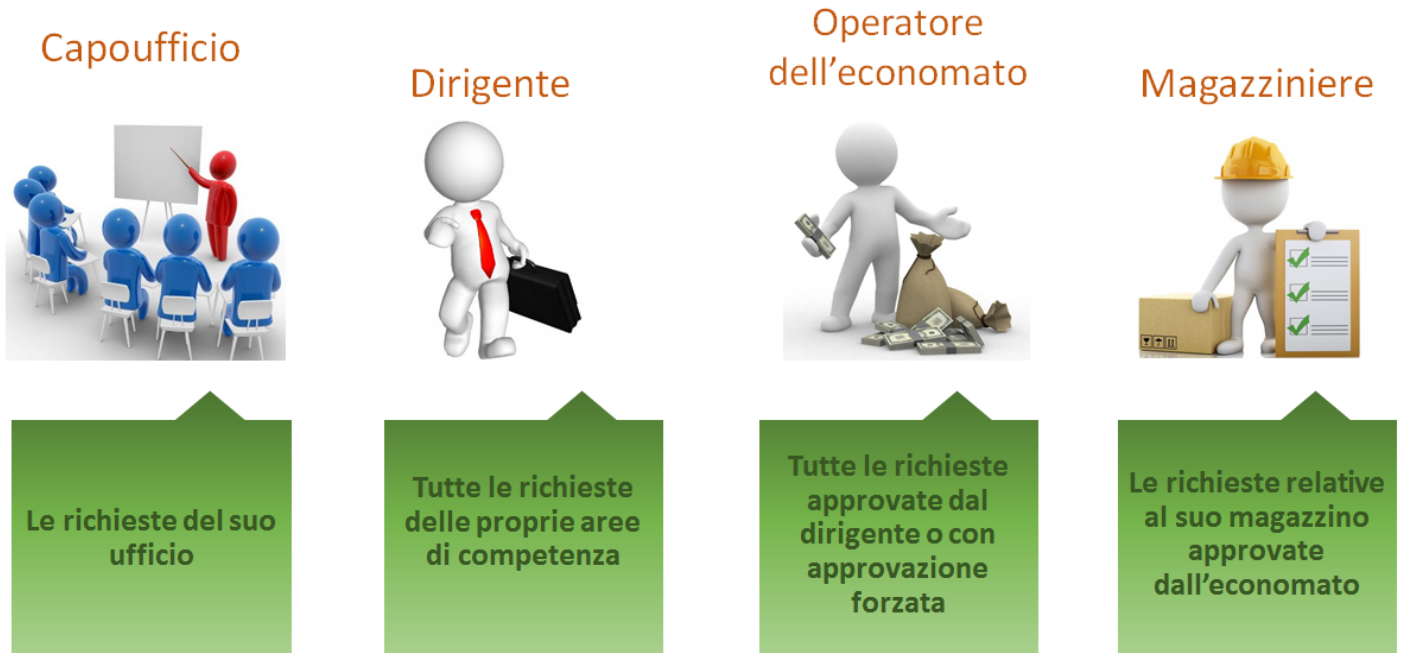 Capoufficio
Le richieste del suo
ufficio
Dirigente
Tutte le richieste
delle proprie aree
di competenza
Operatore
dell’economato
Tutte le richieste
approvate dal
dirigente o con
approvazione
forzata
Magazziniere
Le richieste relative
al suo magazzino
approvate
dall’economato